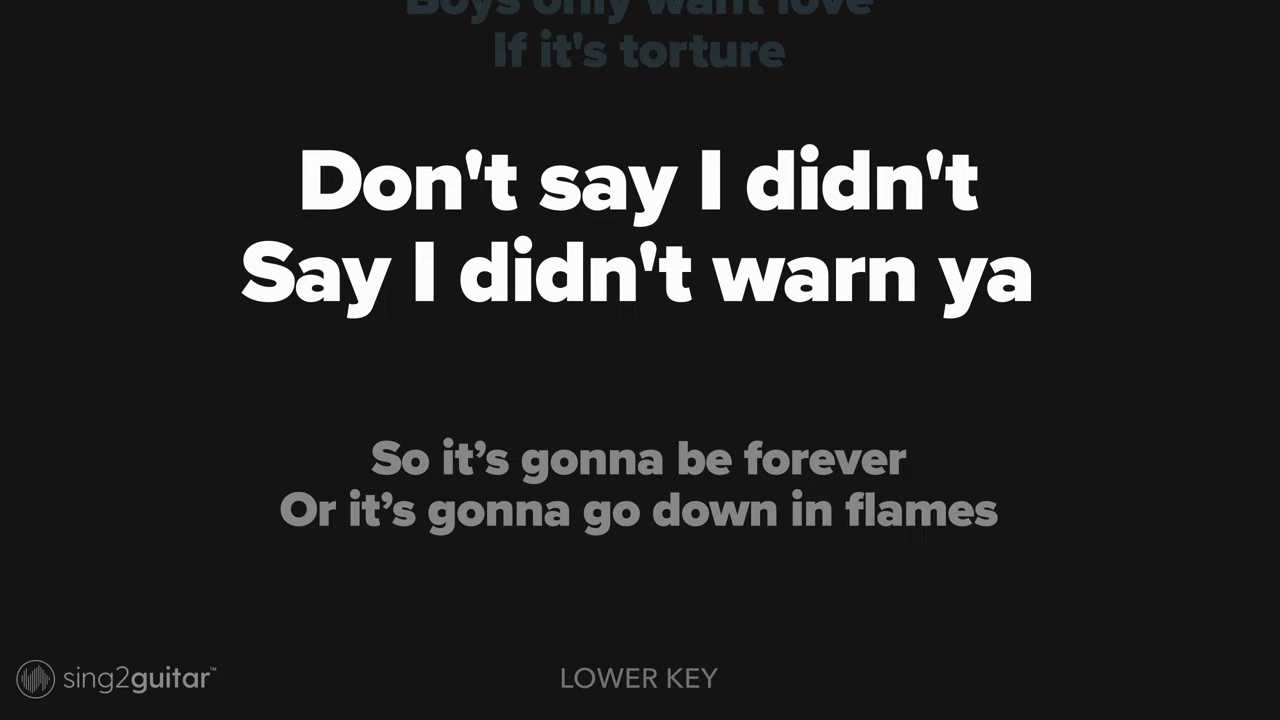 Boys only want love
If it's torture
Don't say I didn't
Say I didn't warn ya
So it’s gonna be forever
Or it’s gonna go down in flames
sing2guitar™
LOWER KEY